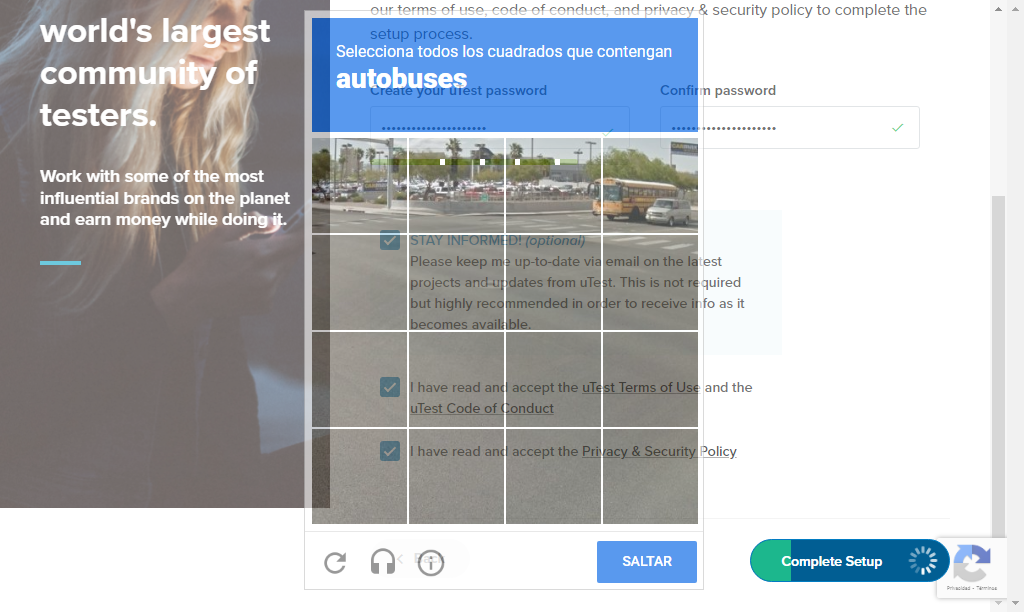 world's largest
community of
testers.
Work with some of the most
influential brands on the planet
and earn money while doing it.
our terms of use, code of conduct, and privacy & security policy to complete the
setup process.
Selecciona todos los cuadrados que contengan
autobuses
Create your uTest password
Confirm password
STAY INFORMED! (optional)
Please keep me up-to-date via email on the latest
projects and updates from uTest. This is not required
but highly recommended in order to receive info as it
becomes available.
I have read and accept the uTest Terms of Use and the
uTest Code of Conduct
I have read and accept the Privacy & Security Policy
Back
SALTAR
Complete Setup
Privacidad - Términos